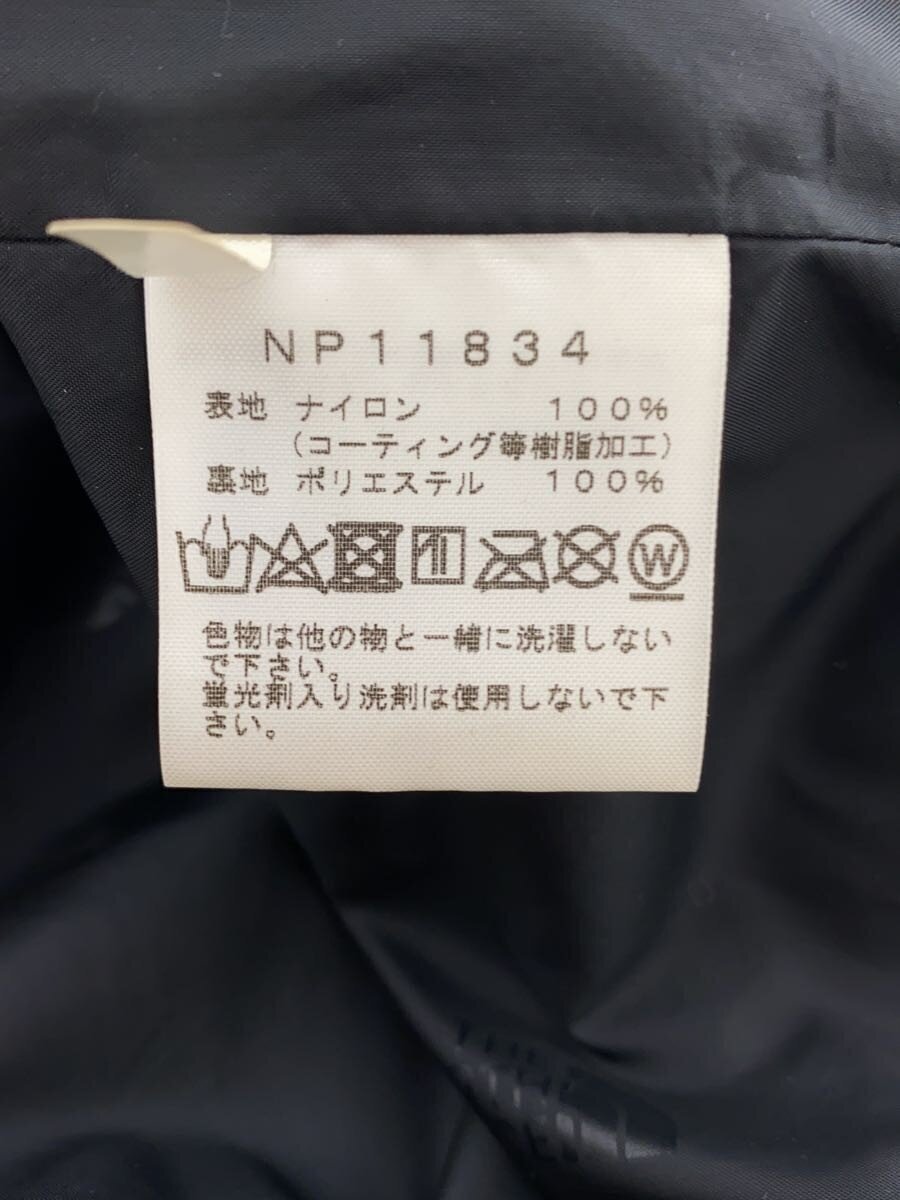 NP11834
表地 ナイロン 100%
(コーティング等樹脂加工)
裏地 ポリエステル 100%
W
色物は他の物と一緒に洗濯しない
で下さい。
蛍光剤入り洗剤は使用しないで下
さい。